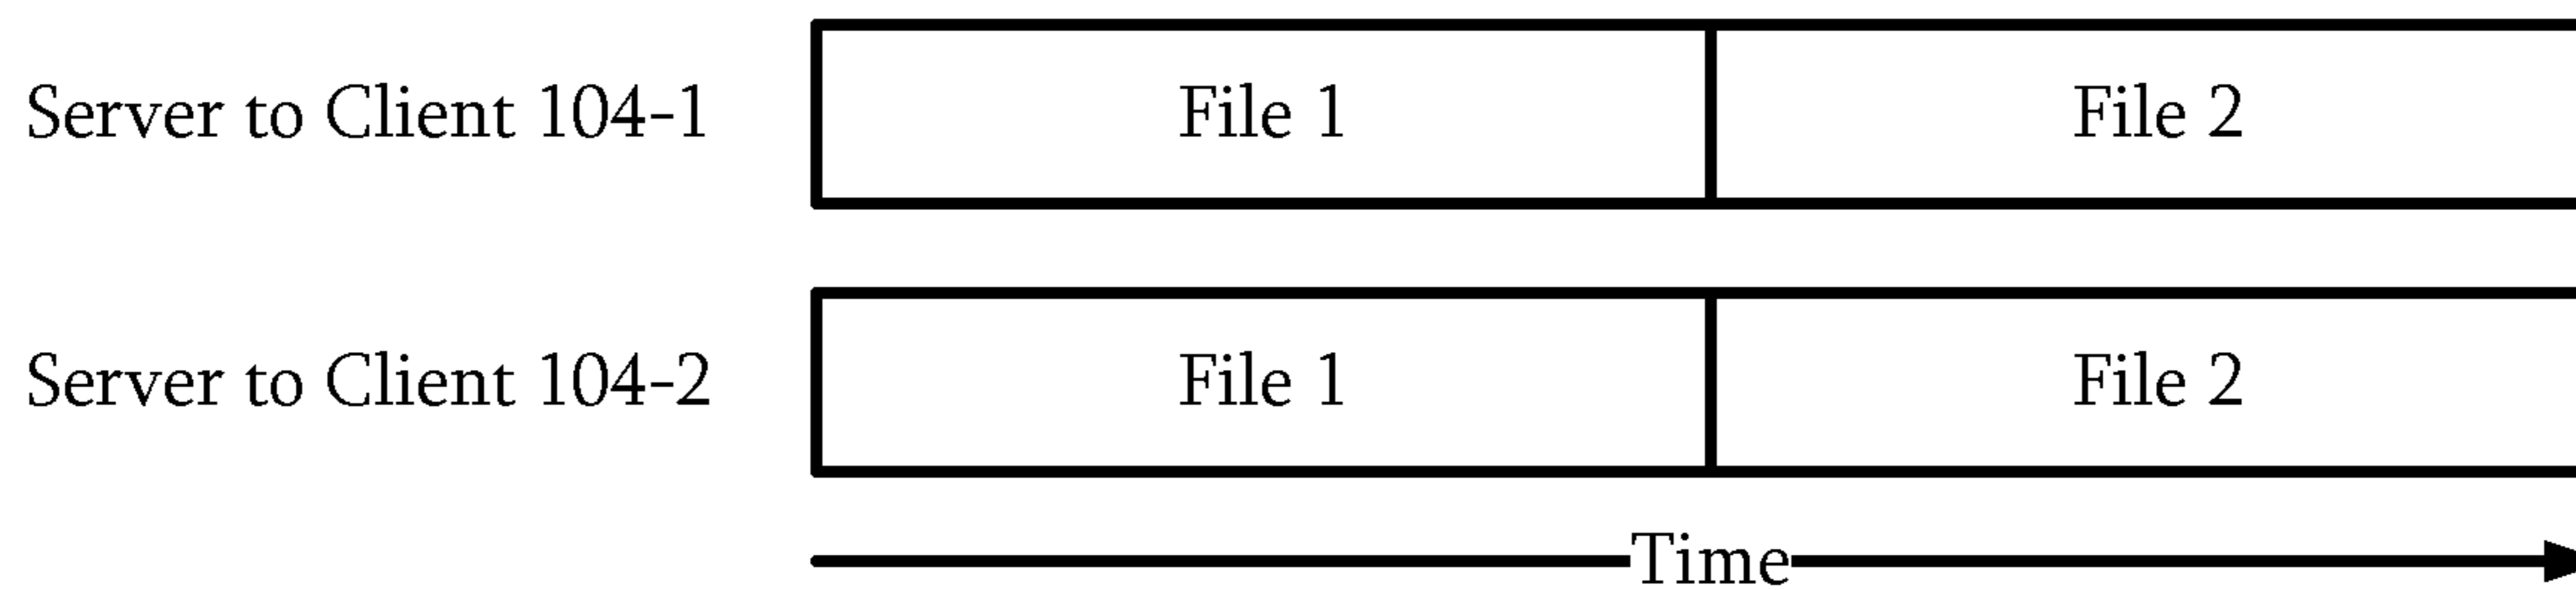 Server to Client 104-1 File 1 File 2
Server to Client 104-2 File 1 File 2
Time